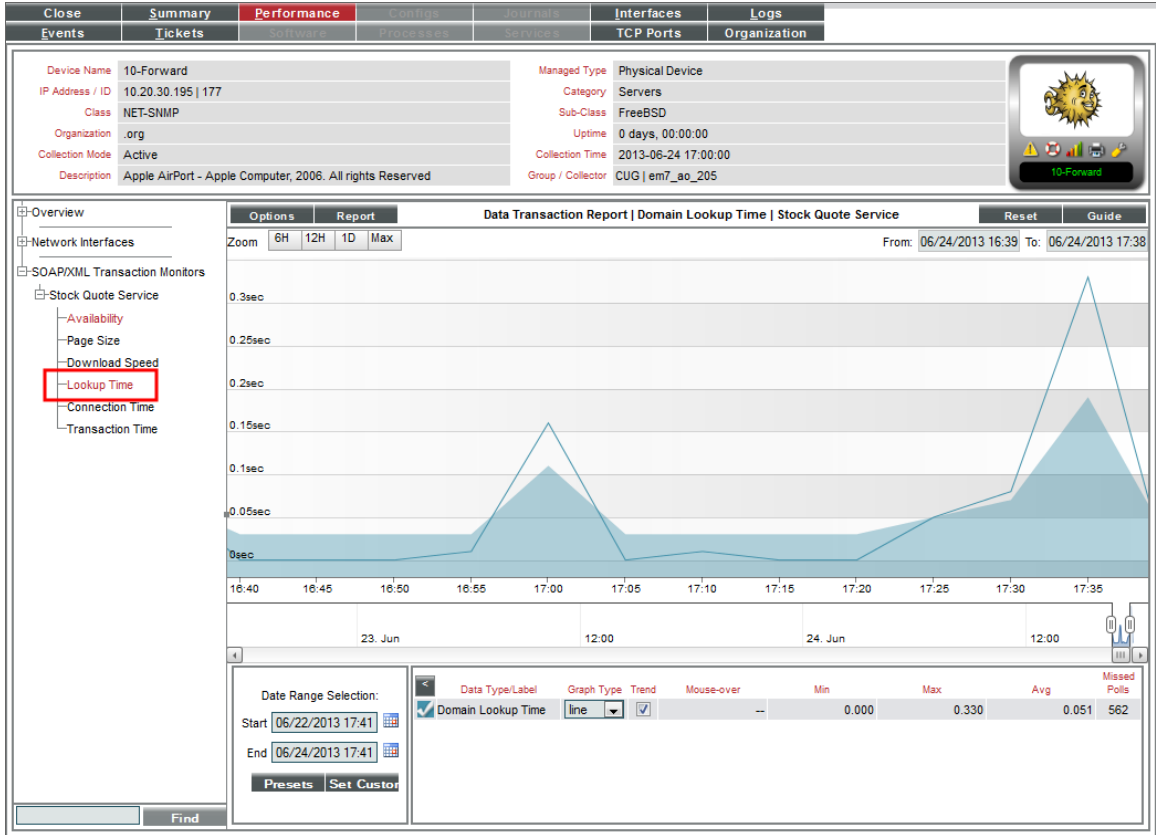 Close Summary Performance Configs Journals Interfaces Logs
Events Tickets Software Processes Services TCP Ports Organization
Device Name 10-Forward Managed Type Physical Device
IP Address / ID 10.20.30.195 | 177 Category Servers
Class NET-SNMP Sub-Class FreeBSD
Organization .org Uptime 0 days, 00:00:00
Collection Mode Active Collection Time 2013-06-24 17:00:00
Description Apple AirPort - Apple Computer, 2006. All rights Reserved Group / Collector CUG | em7_ao_205
10-Forward
Overview
Network Interfaces
SOAP/XML Transaction Monitors
Stock Quote Service
Availability
Page Size
Download Speed
Lookup Time
Connection Time
Transaction Time
Find
Options Report Data Transaction Report | Domain Lookup Time | Stock Quote Service Reset Guide
Zoom 6H 12H 1D Max From: 06/24/2013 16:39 To: 06/24/2013 17:38
0.3sec
0.25sec
0.2sec
0.15sec
0.1sec
0.05sec
0sec
16:40 16:45 16:50 16:55 17:00 17:05 17:10 17:15 17:20 17:25 17:30 17:35
23. Jun 12:00 24. Jun 12:00
Date Range Selection:
Start 06/22/2013 17:41
End 06/24/2013 17:41
Presets Set Custor
< Data Type/Label Graph Type Trend Mouse-over Min Max Avg Missed Polls
Domain Lookup Time line -- 0.000 0.330 0.051 562